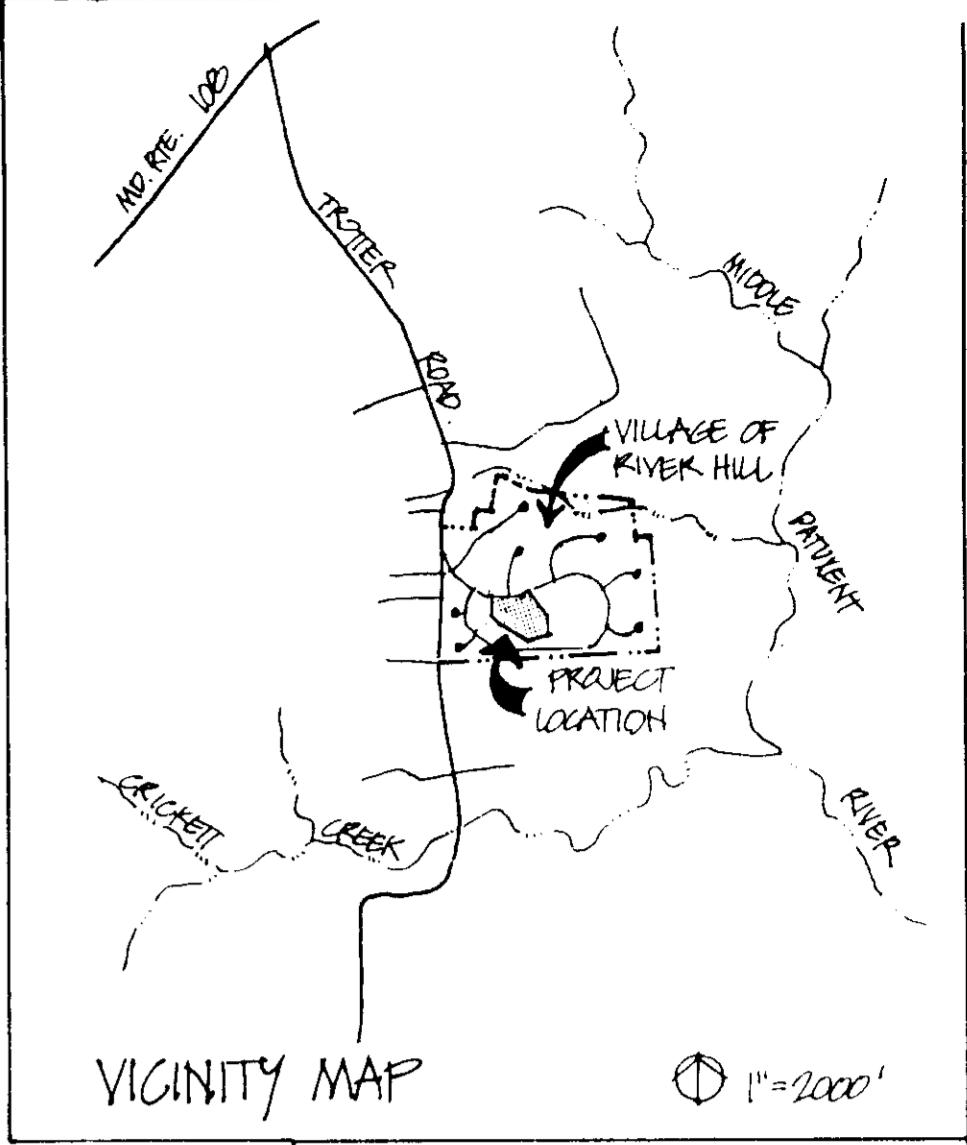 MD. RTE. 108
TROTTER
ROAD
MIDDLE
PATUXENT
RIVER
VILLAGE OF
RIVER HILL
PROJECT
LOCATION
CRICKETT
CREEK
VICINITY MAP
1"=2000'